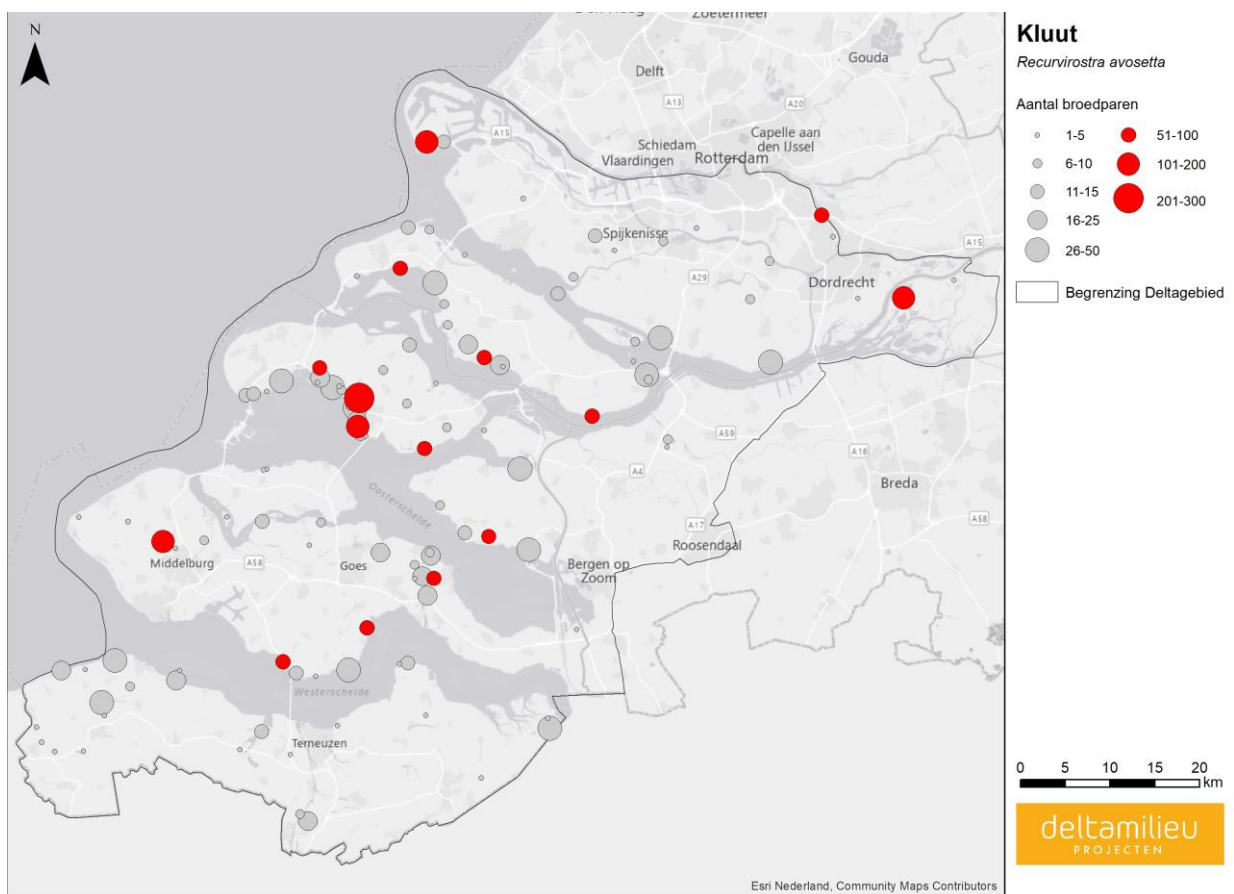 N
Zoetermeer
Gouda
Delft
A13
A20
A15
Capelle aan
den IJssel
Schiedam
Vlaardingen
Rotterdam
Spijkenisse
A15
A29
Dordrecht
A59
A16
A4
Breda
Oosterschelde
A17
A58
Roosendaal
Middelburg
A58
Goes
Bergen op
Zoom
Westerschelde
Terneuzen
Kluut
Recurvirostra avosetta
Aantal broedparen
1-5
51-100
6-10
101-200
11-15
201-300
16-25
26-50
Begrenzing Deltagebied
0 5 10 15 20
km
deltamilieu
PROJECTEN
Esri Nederland, Community Maps Contributors